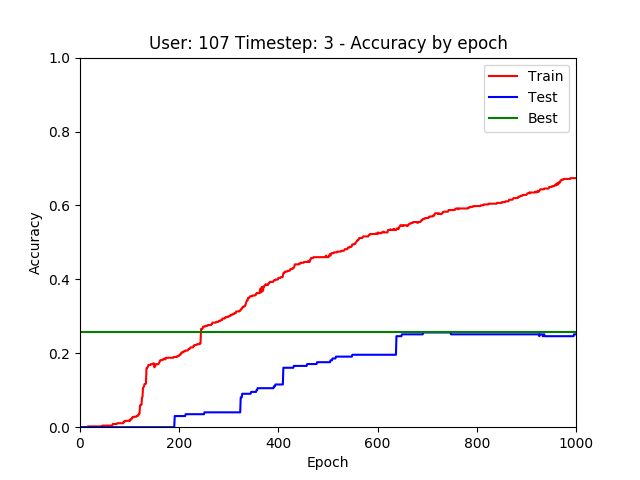 User: 107 Timestep: 3 - Accuracy by epoch
1.0
0.8
0.6
0.4
0.2
0.0
Accuracy
Train
Test
Best
0 200 400 600 800 1000
Epoch